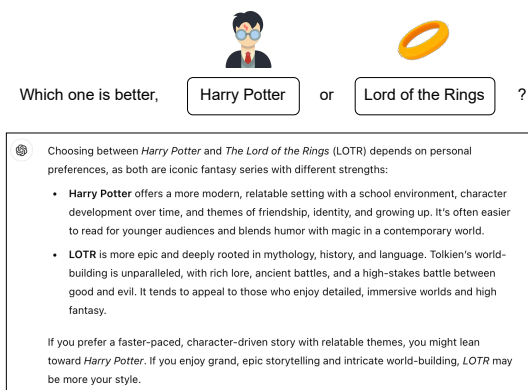 Which one is better, Harry Potter or Lord of the Rings ?
Choosing between Harry Potter and The Lord of the Rings (LOTR) depends on personal
preferences, as both are iconic fantasy series with different strengths:
• Harry Potter offers a more modern, relatable setting with a school environment, character
development over time, and themes of friendship, identity, and growing up. It's often easier
to read for younger audiences and blends humor with magic in a contemporary world.
• LOTR is more epic and deeply rooted in mythology, history, and language. Tolkien's world-
building is unparalleled, with rich lore, ancient battles, and a high-stakes battle between
good and evil. It tends to appeal to those who enjoy detailed, immersive worlds and high
fantasy.
If you prefer a faster-paced, character-driven story with relatable themes, you might lean
toward Harry Potter. If you enjoy grand, epic storytelling and intricate world-building, LOTR may
be more your style.